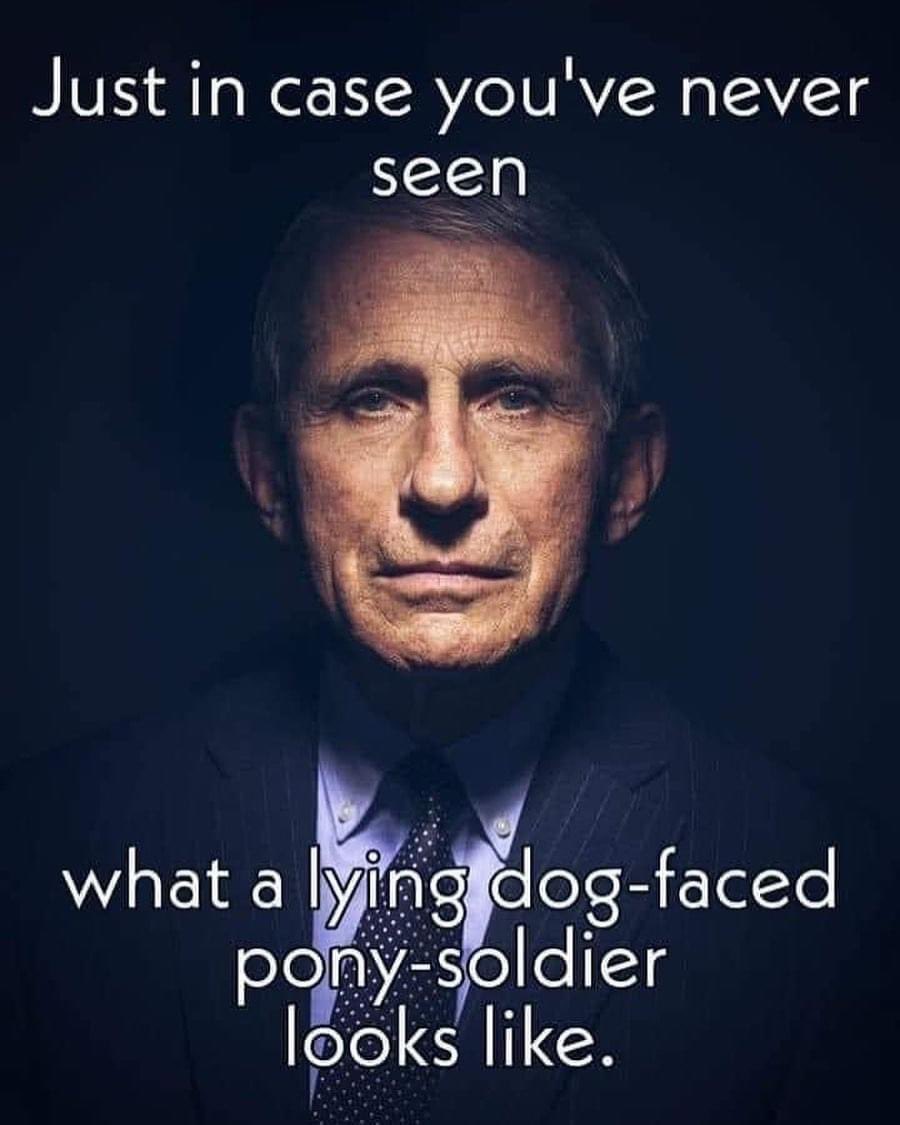 Just in case you've never
seen
what a lying dog-faced
pony-soldier
looks like.